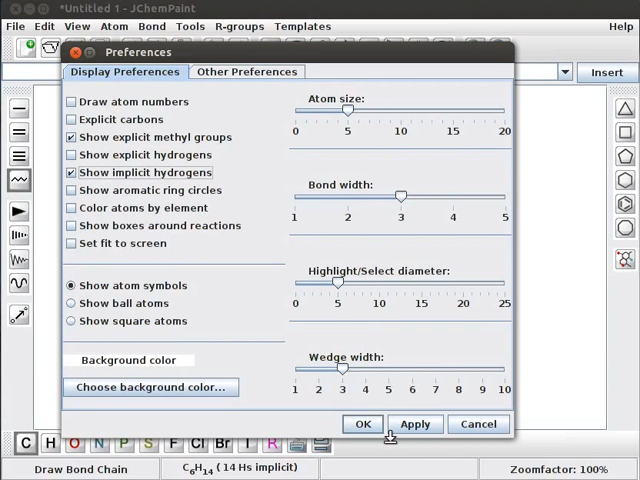 *Untitled 1 - JChemPaint
File Edit View Atom Bond Tools R-groups Templates Help
Preferences
Display Preferences Other Preferences
Insert
Draw atom numbers
Explicit carbons
Show explicit methyl groups
Show explicit hydrogens
Show implicit hydrogens
Show aromatic ring circles
Color atoms by element
Show boxes around reactions
Set fit to screen
Show atom symbols
Show ball atoms
Show square atoms
Background color
Choose background color...
Atom size:
0 5 10 15 20
Bond width:
1 2 3 4 5
Highlight/Select diameter:
0 5 10 15 20 25
Wedge width:
1 2 3 4 5 6 7 8 9 10
OK Apply Cancel
C H O N P S F Cl Br I R
Draw Bond Chain C6H14 ( 14 Hs implicit) Zoomfactor: 100%